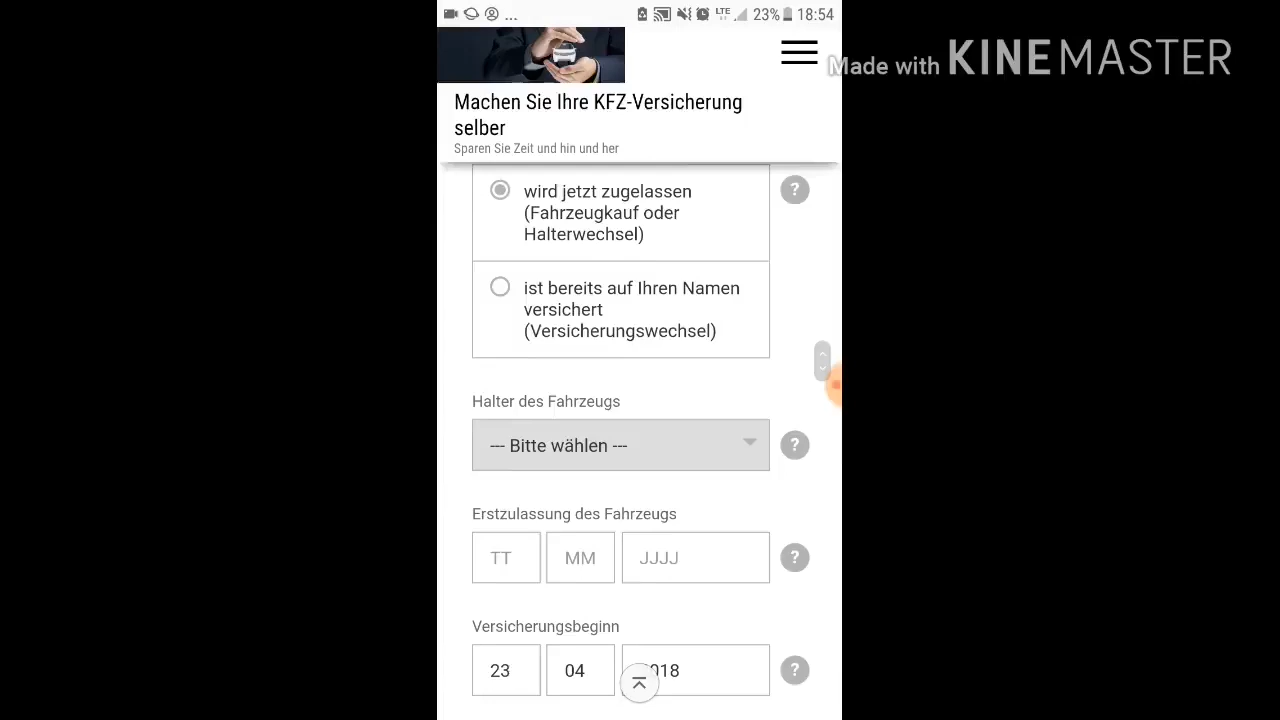 ... LTE 23% 18:54
Made with KINEMASTER
Machen Sie Ihre KFZ-Versicherung
selber
Sparen Sie Zeit und hin und her
wird jetzt zugelassen
(Fahrzeugkauf oder
Halterwechsel)
?
ist bereits auf Ihren Namen
versichert
(Versicherungswechsel)
Halter des Fahrzeugs
--- Bitte wählen --- ?
Erstzulassung des Fahrzeugs
TT MM JJJJ ?
Versicherungsbeginn
23 04 018 ?